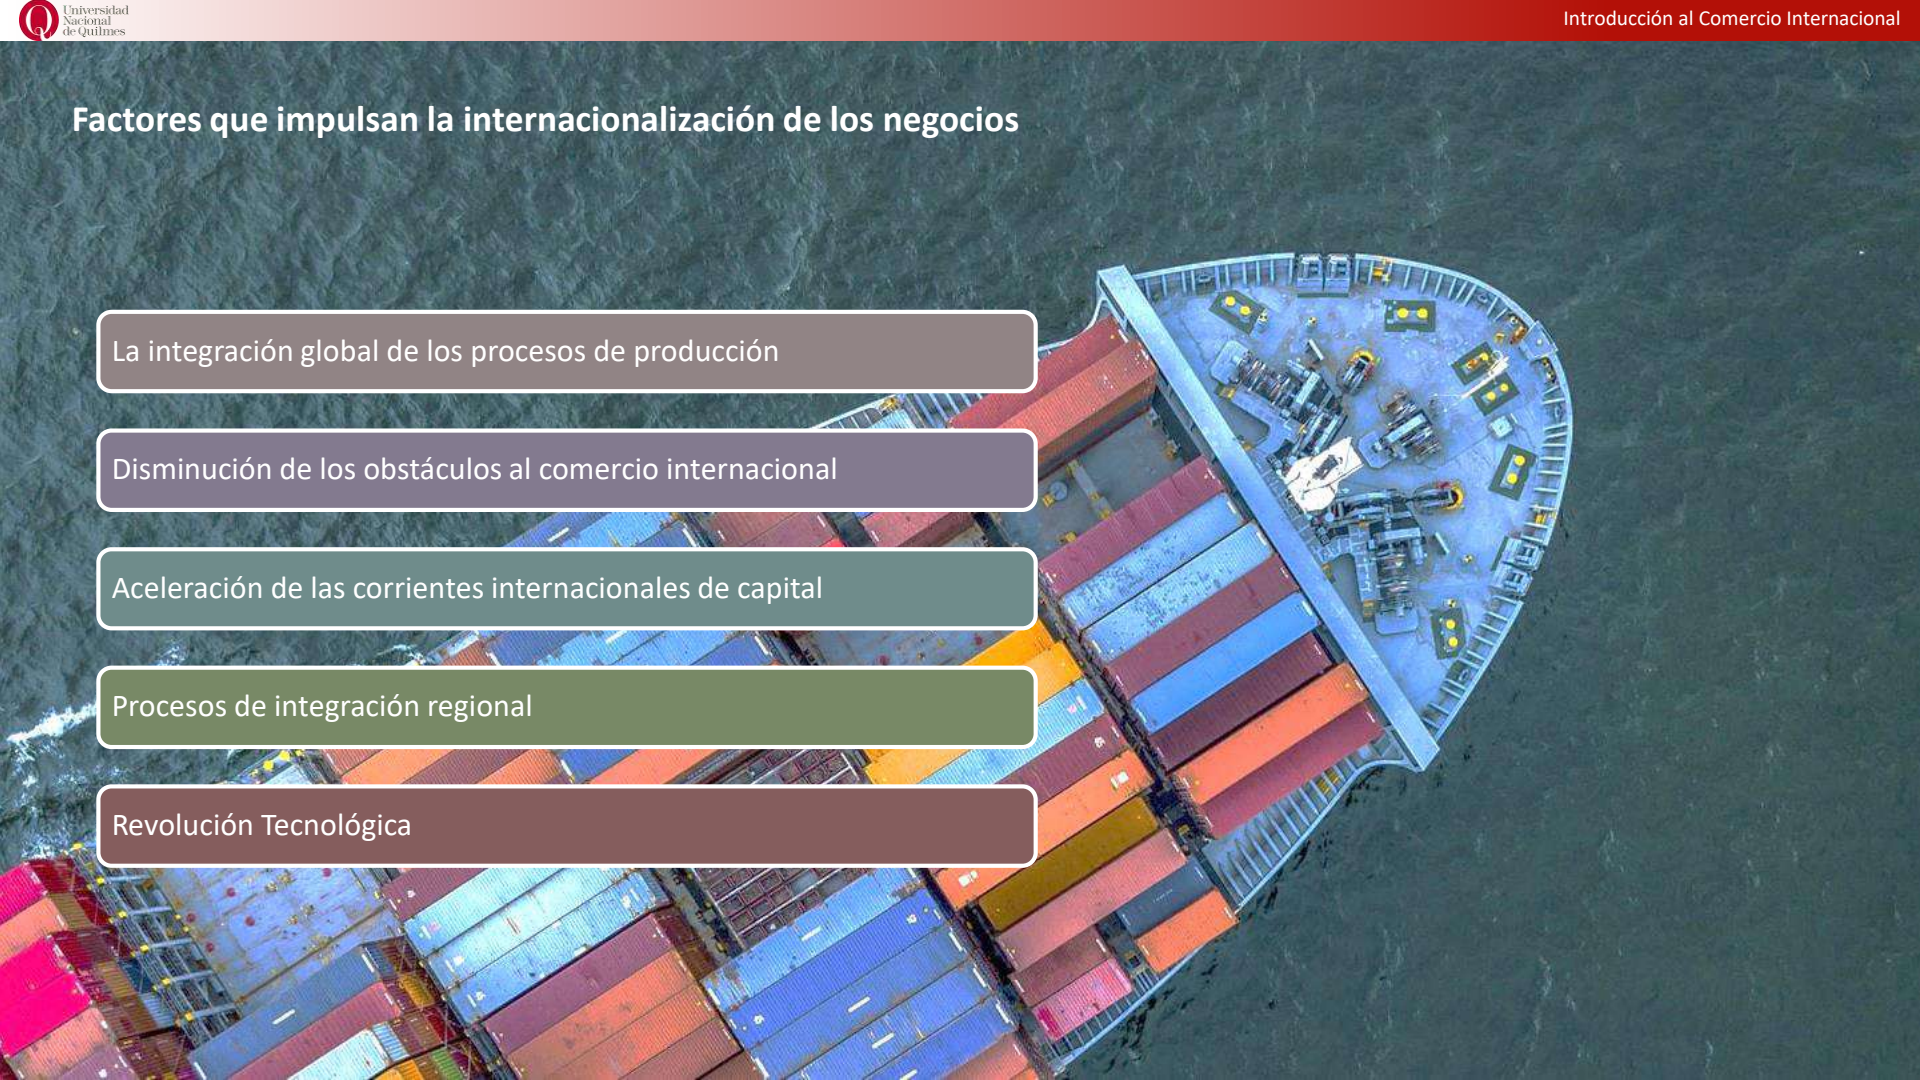 Universidad
Nacional
de Quilmes
Introducción al Comercio Internacional
Factores que impulsan la internacionalización de los negocios
La integración global de los procesos de producción
Disminución de los obstáculos al comercio internacional
Aceleración de las corrientes internacionales de capital
Procesos de integración regional
Revolución Tecnológica